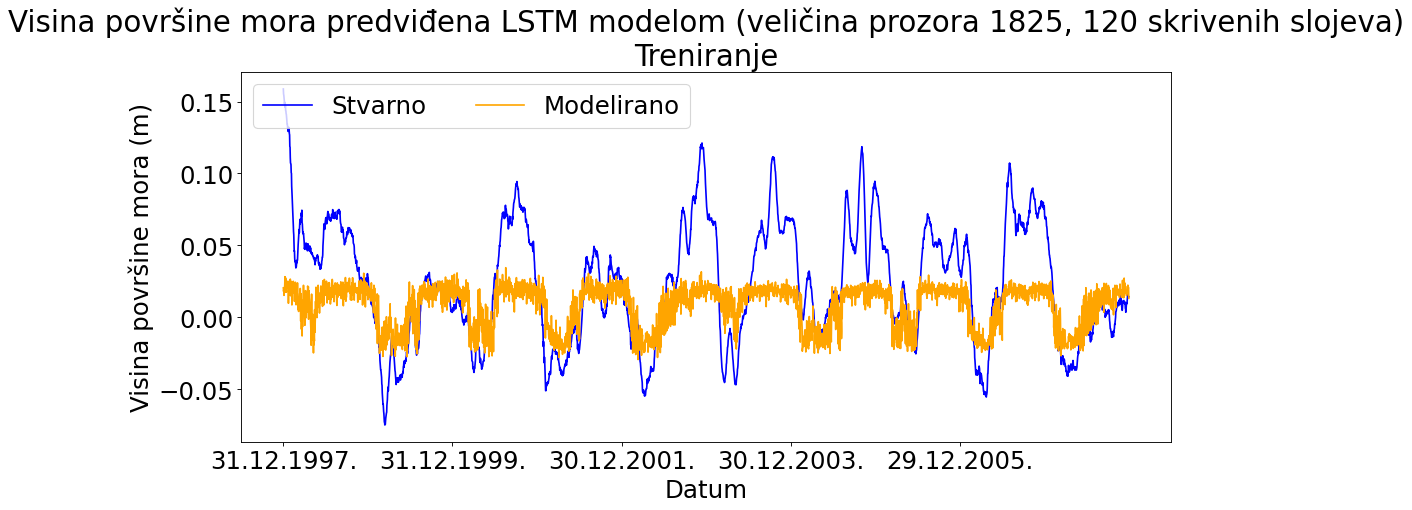 Visina površine mora predviđena LSTM modelom (veličina prozora 1825, 120 skrivenih slojeva)
Treniranje
Stvarno Modelirano
Visina površine mora (m)
0.15
0.10
0.05
0.00
−0.05
31.12.1997. 31.12.1999. 30.12.2001. 30.12.2003. 29.12.2005.
Datum